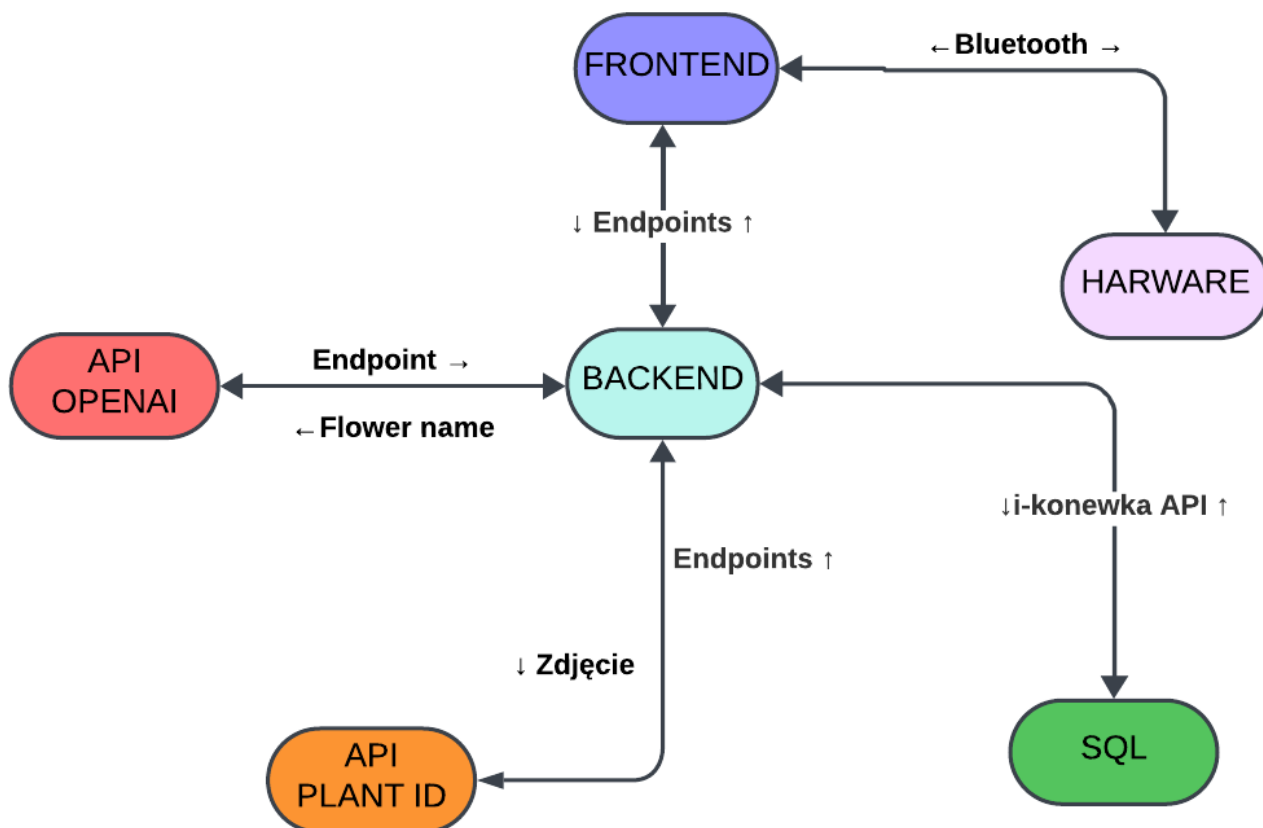 FRONTEND
←Bluetooth →
↓ Endpoints ↑
HARWARE
API
OPENAI
Endpoint →
←Flower name
BACKEND
↓i-konewka API ↑
Endpoints ↑
↓ Zdjęcie
API
PLANT ID
SQL